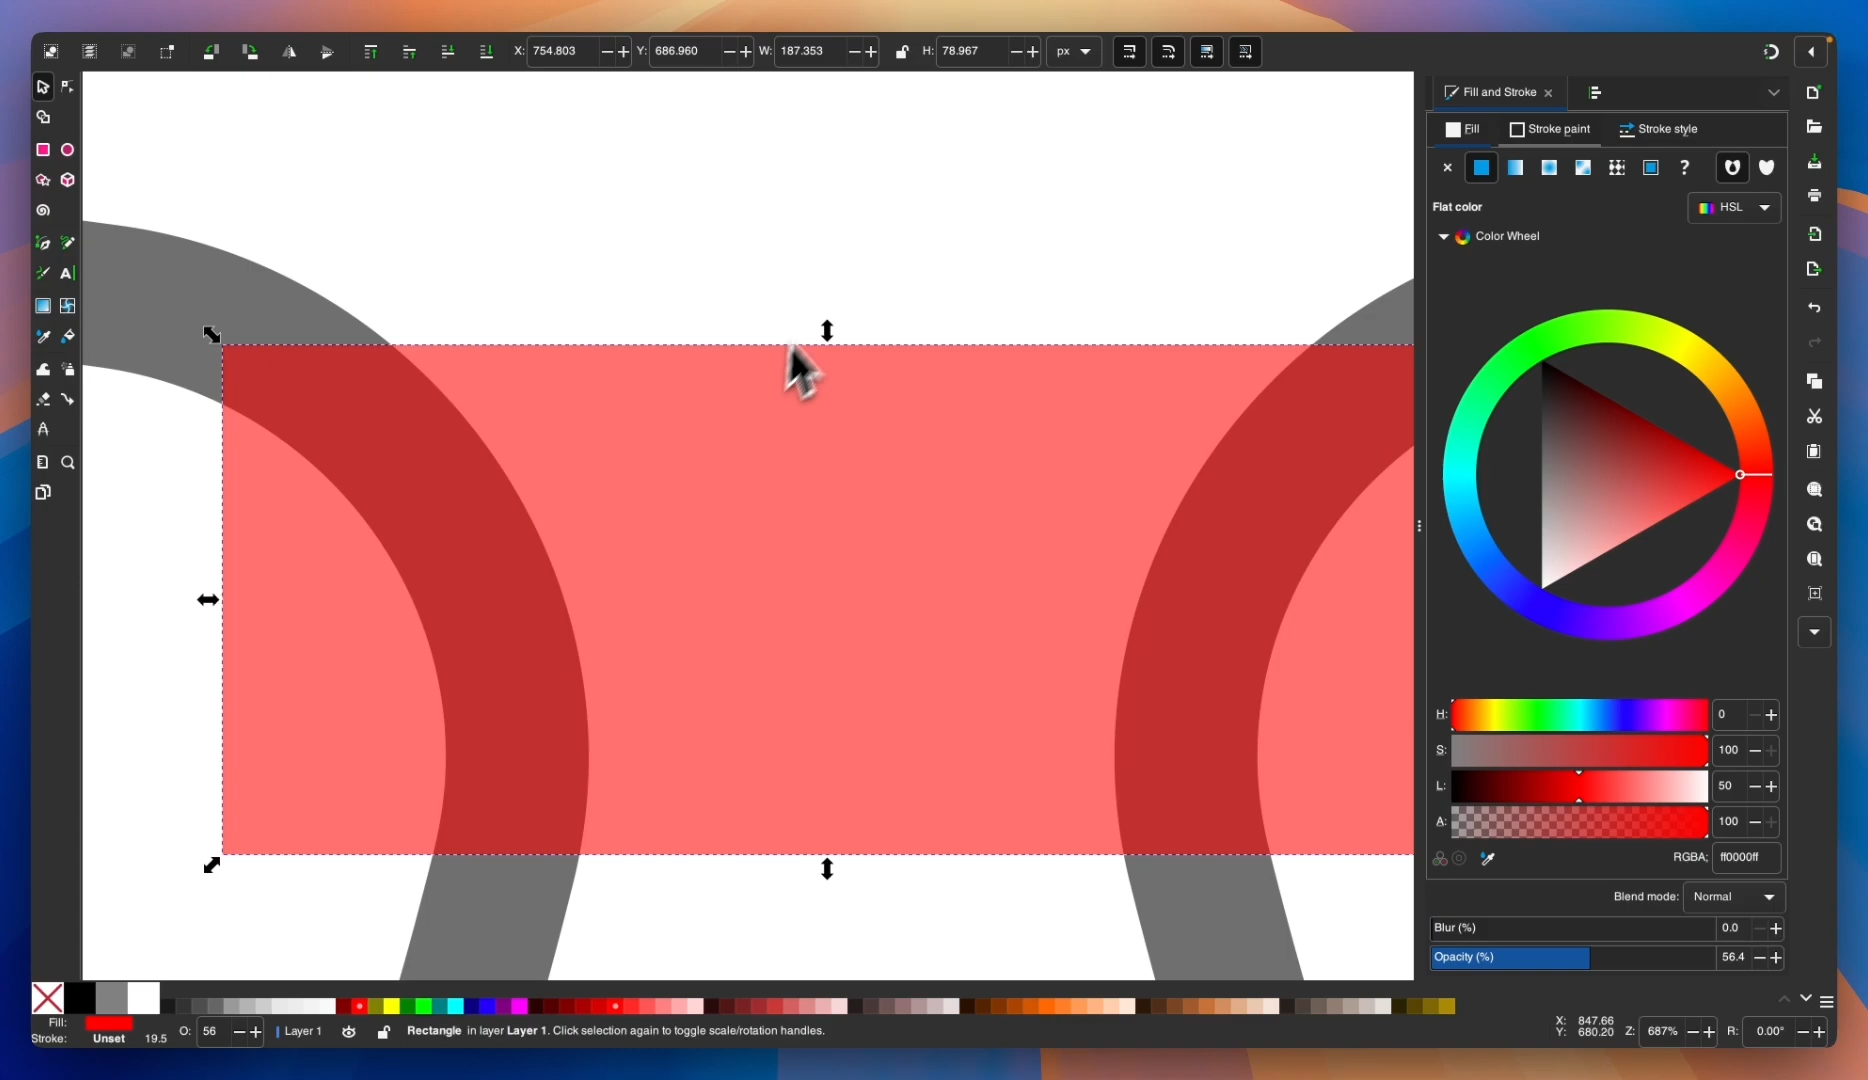 X: 754.803 Y: 686.960 W: 187.353 H: 78.967 px
Fill and Stroke
Fill Stroke paint Stroke style
?
Flat color HSL
Color Wheel
A
H: 0
S: 100
L: 50
A: 100
RGBA: ff0000ff
Blend mode: Normal
Blur (%) 0.0
Opacity (%) 56.4
Fill:
Stroke: Unset 19.5
O: 56
Layer 1
Rectangle in layer Layer 1. Click selection again to toggle scale/rotation handles.
X: 847.66
Y: 680.20
Z: 687%
R: 0.00°